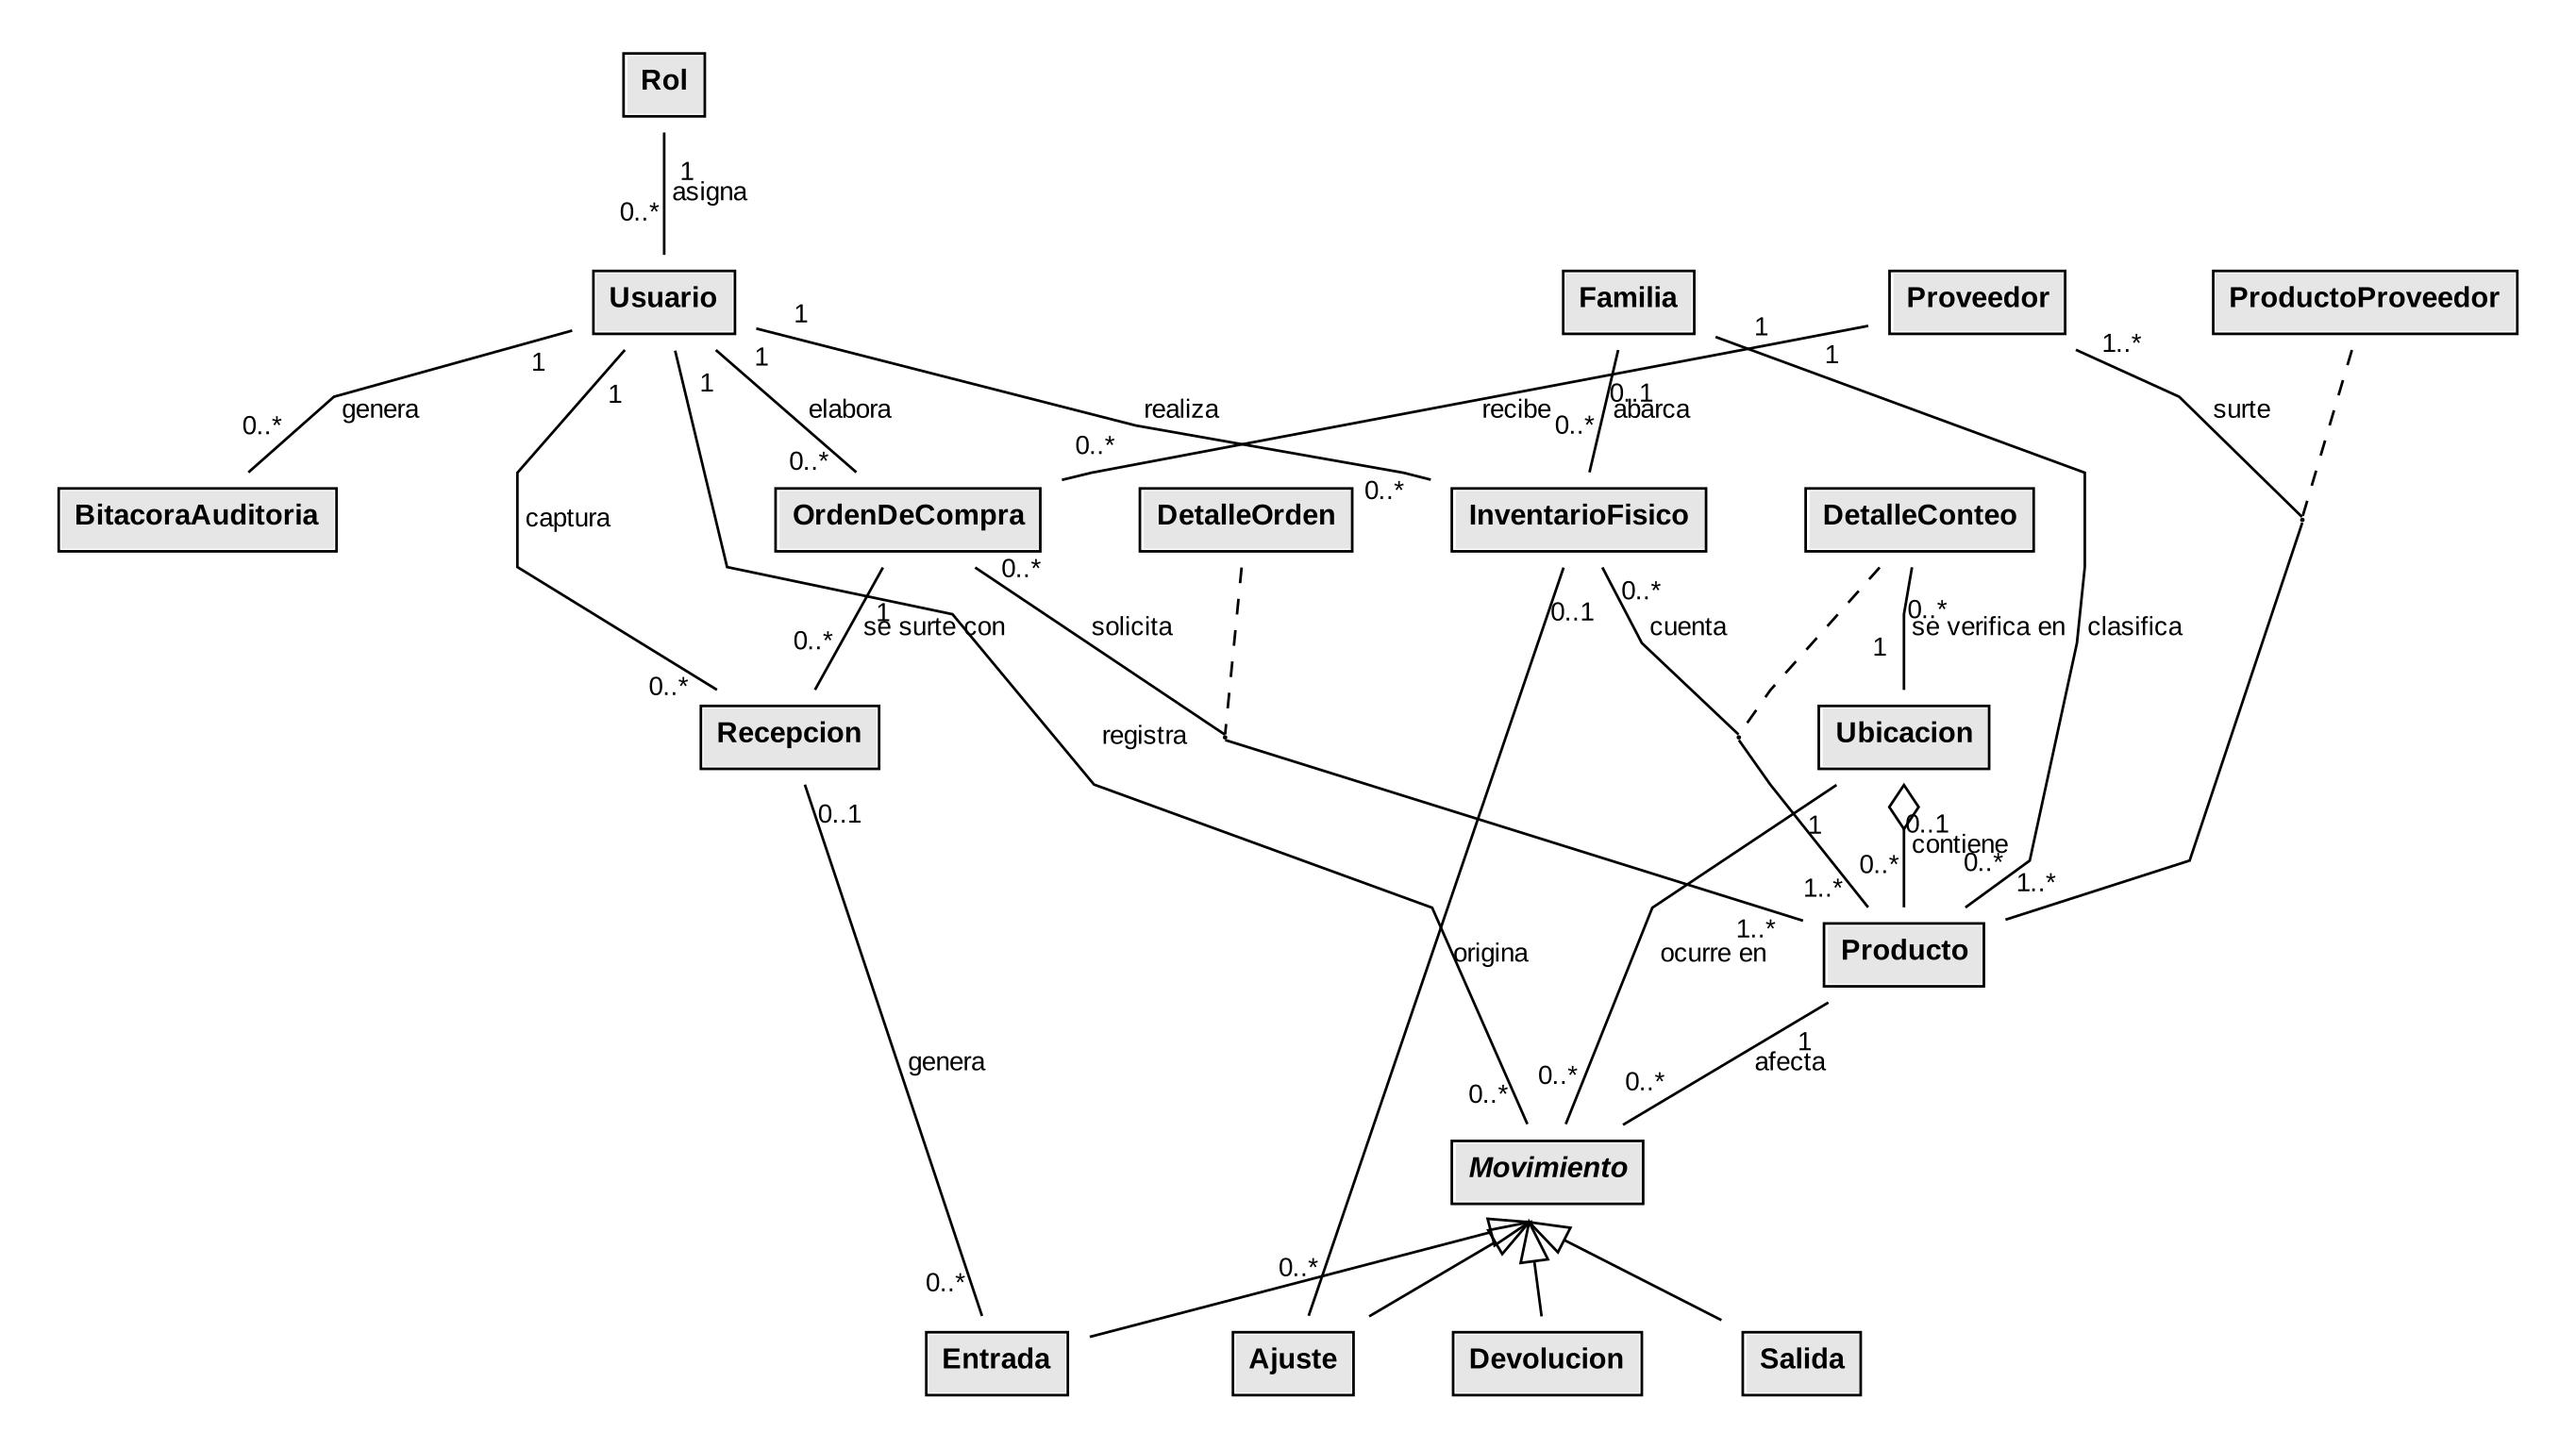 Rol
1
asigna
0..*
Usuario
Familia
Proveedor
ProductoProveedor
1
1
1
1
1
1
1
1..*
0..*
genera
elabora
0..*
realiza
0..*
recibe
0..1
abarca
0..*
surte
0..*
BitacoraAuditoria
captura
OrdenDeCompra
DetalleOrden
0..*
InventarioFisico
DetalleConteo
0..*
1
se surte con
0..*
solicita
0..1
0..*
cuenta
0..*
se verifica en
1
clasifica
0..*
Recepcion
registra
Ubicacion
0..1
1
0..1
contiene
0..*
0..*
1..*
1..*
1..*
origina
ocurre en
Producto
genera
1
afecta
0..*
0..*
0..*
Movimiento
0..*
0..*
Entrada
Ajuste
Devolucion
Salida